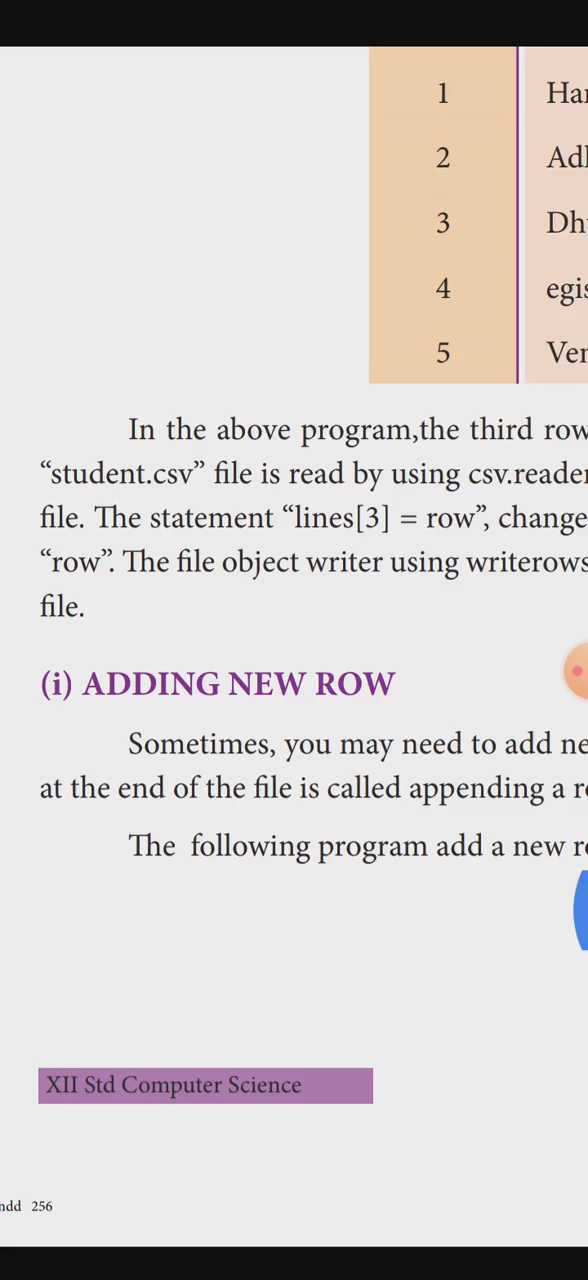 1
2
3
4
5
In the above program,the third row
“student.csv” file is read by using csv.reader
file. The statement “lines[3] = row”, change
“row”. The file object writer using writerows
file.
(i) ADDING NEW ROW
Sometimes, you may need to add
at the end of the file is called appending a
The following program add a new
XII Std Computer Science
256